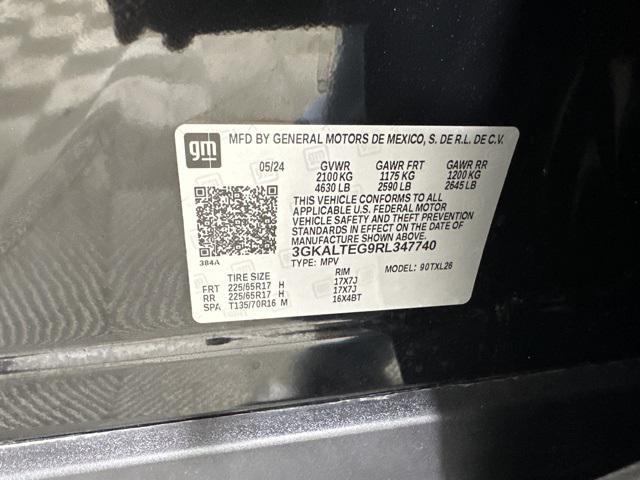 gm
MFD BY GENERAL MOTORS DE MEXICO, S. DE R.L. DE C.V.
05/24 GVWR GAWR FRT GAWR RR
2100 KG 1175 KG 1200 KG
4630 LB 2590 LB 2645 LB
THIS VEHICLE CONFORMS TO ALL
APPLICABLE U.S. FEDERAL MOTOR
VEHICLE SAFETY AND THEFT PREVENTION
STANDARDS IN EFFECT ON THE DATE OF
MANUFACTURE SHOWN ABOVE.
3GKALTEG9RL347740
384A
TYPE: MPV MODEL: 90TXL26
TIRE SIZE RIM
FRT 225/65R17 H 17X7J
RR 225/65R17 H 17X7J
SPA T135/70R16 M 16X4BT